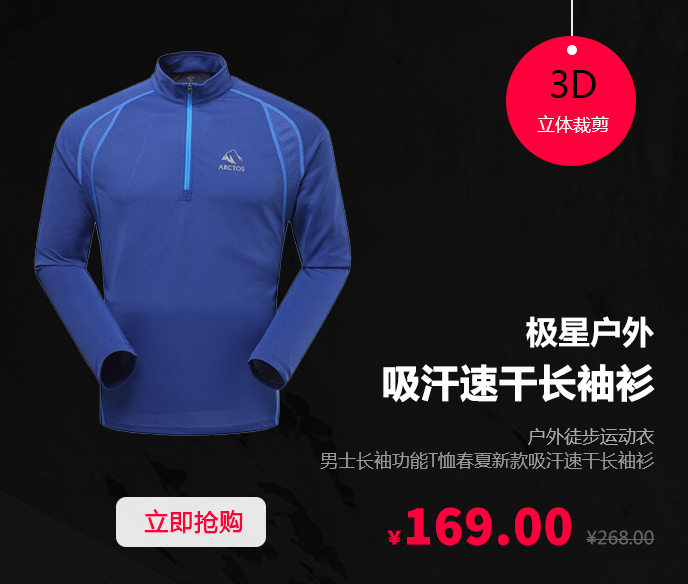 3D
立体裁剪
ARCTOS
极星户外
吸汗速干长袖衫
户外徒步运动衣
男士长袖功能T恤春夏新款吸汗速干长袖衫
立即抢购
¥169.00 ¥268.00